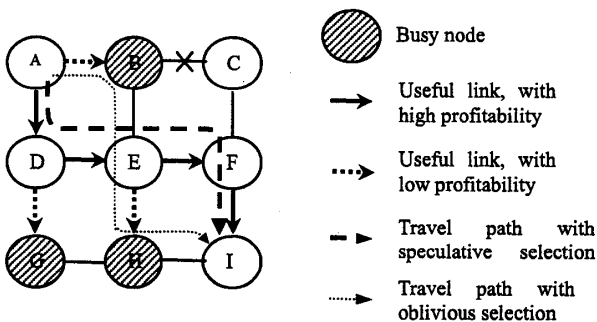 A
B
C
D
E
F
G
H
I
Busy node
Useful link, with
high profitability
Useful link, with
low profitability
Travel path with
speculative selection
Travel path with
oblivious selection